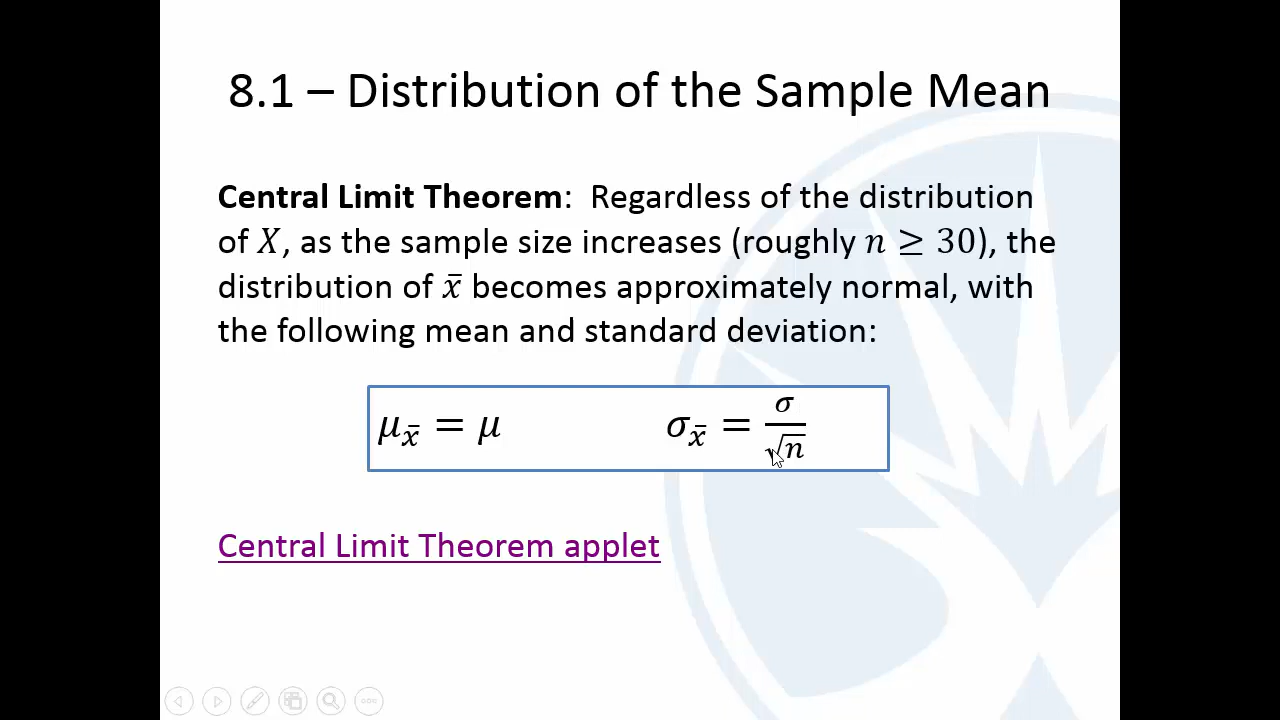 8.1 – Distribution of the Sample Mean
Central Limit Theorem:  Regardless of the distribution
of X, as the sample size increases (roughly n ≥ 30), the
distribution of x̄ becomes approximately normal, with
the following mean and standard deviation:
μ_x̄ = μ    σ_x̄ = σ/√n
Central Limit Theorem applet